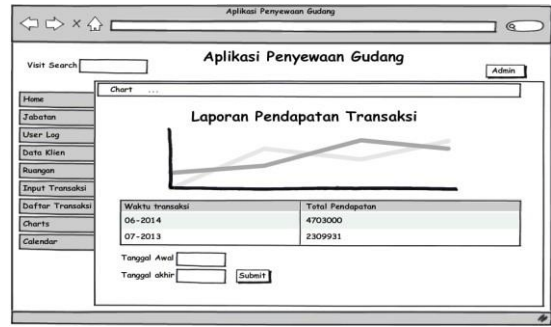 Aplikasi Penyewaan Gudang
Aplikasi Penyewaan Gudang
Visit Search
Admin
Chart ...
Home
Jabatan
User Log
Data Klien
Ruangan
Input Transaksi
Daftar Transaksi
Charts
Calendar
Laporan Pendapatan Transaksi
Waktu transaksi Total Pendapatan
06-2014 4703000
07-2013 2309931
Tanggal Awal
Tanggal akhir Submit